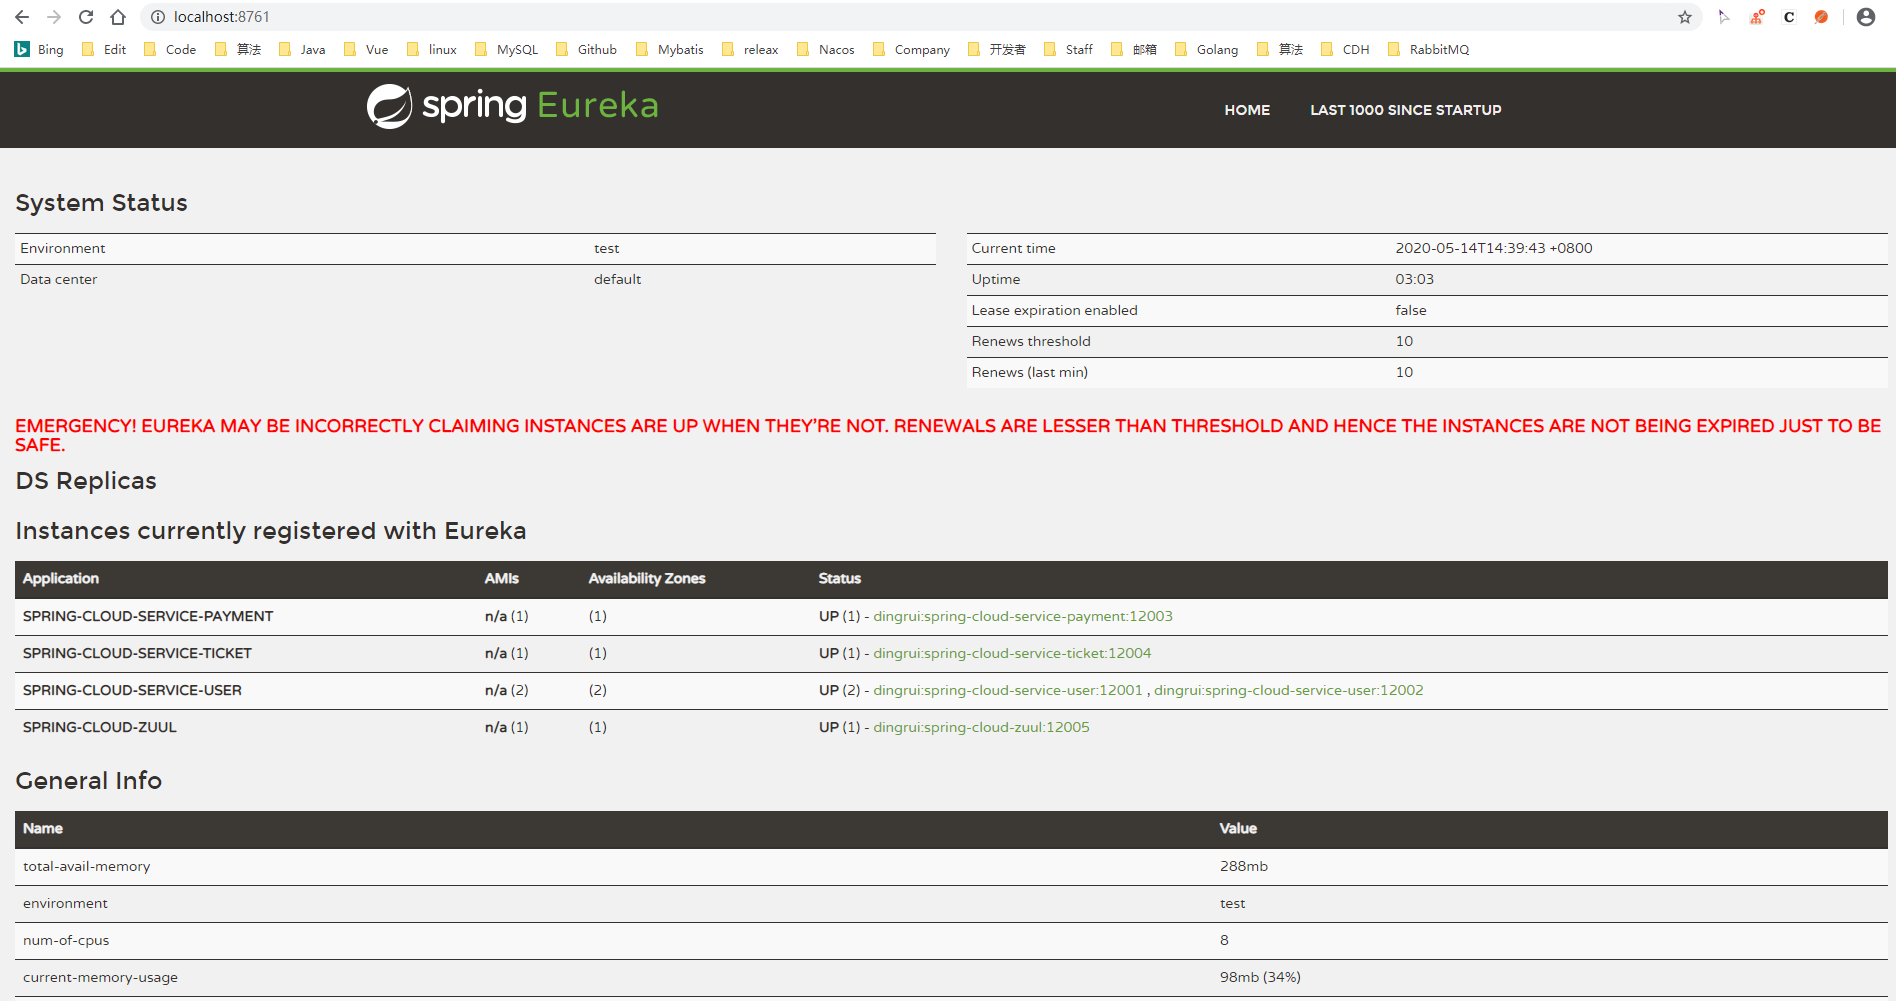 localhost:8761
Bing Edit Code 算法 Java Vue linux MySQL Github Mybatis releax Nacos Company 开发者 Staff 邮箱 Golang 算法 CDH RabbitMQ
spring Eureka HOME LAST 1000 SINCE STARTUP
System Status
Environment test
Data center default
Current time 2020-05-14T14:39:43 +0800
Uptime 03:03
Lease expiration enabled false
Renews threshold 10
Renews (last min) 10
EMERGENCY! EUREKA MAY BE INCORRECTLY CLAIMING INSTANCES ARE UP WHEN THEY'RE NOT. RENEWALS ARE LESSER THAN THRESHOLD AND HENCE THE INSTANCES ARE NOT BEING EXPIRED JUST TO BE
SAFE.
DS Replicas
Instances currently registered with Eureka
Application AMIs Availability Zones Status
SPRING-CLOUD-SERVICE-PAYMENT n/a (1) (1) UP (1) - dingrui:spring-cloud-service-payment:12003
SPRING-CLOUD-SERVICE-TICKET n/a (1) (1) UP (1) - dingrui:spring-cloud-service-ticket:12004
SPRING-CLOUD-SERVICE-USER n/a (2) (2) UP (2) - dingrui:spring-cloud-service-user:12001 , dingrui:spring-cloud-service-user:12002
SPRING-CLOUD-ZUUL n/a (1) (1) UP (1) - dingrui:spring-cloud-zuul:12005
General Info
Name Value
total-avail-memory 288mb
environment test
num-of-cpus 8
current-memory-usage 98mb (34%)